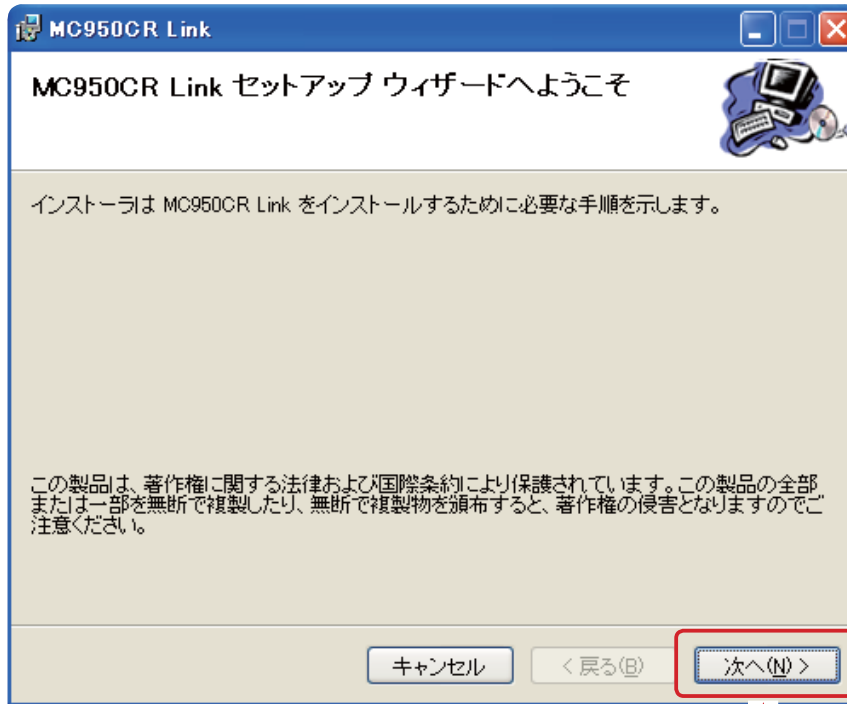 MC950CR Link
MC950CR Link セットアップ ウィザードへようこそ
インストーラは MC950CR Link をインストールするために必要な手順を示します。
この製品は、著作権に関する法律および国際条約により保護されています。この製品の全部
または一部を無断で複製したり、無断で複製物を頒布すると、著作権の侵害となりますのでご
注意ください。
キャンセル
< 戻る(B)
次へ(N) >